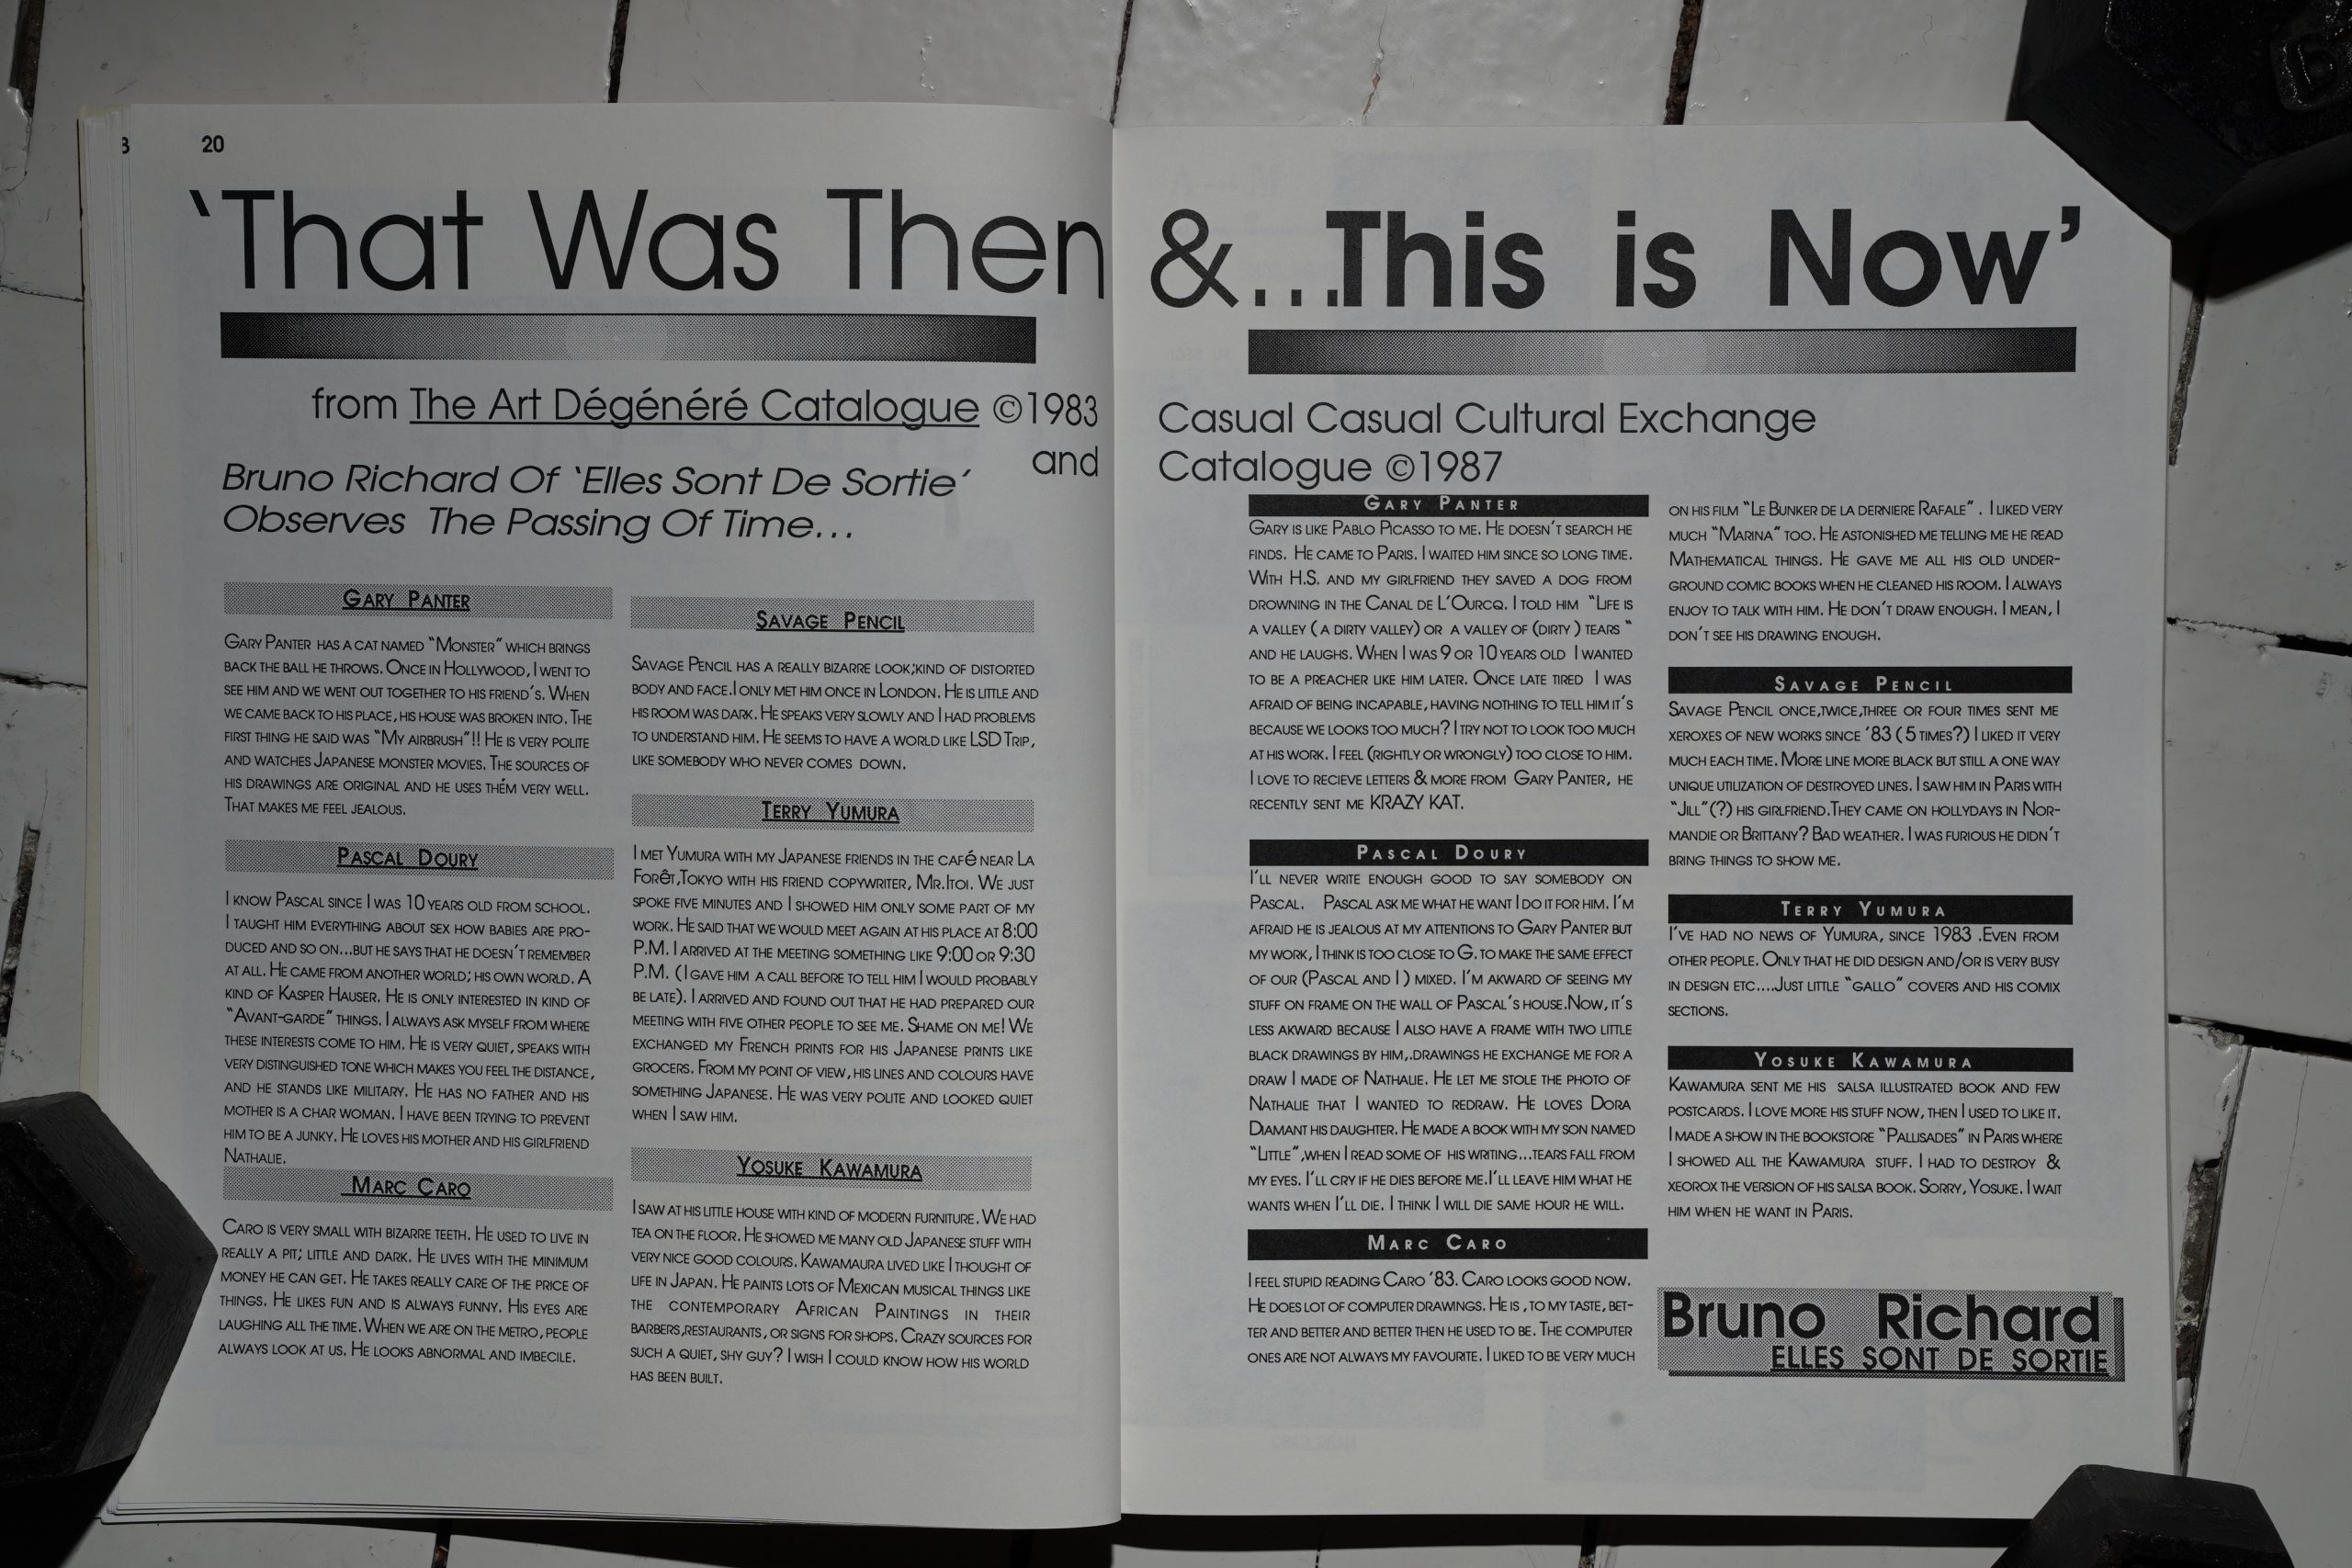 3
20
‘That Was Then &...This is Now’
from The Art Dégénéré Catalogue ©1983
and
Bruno Richard Of ‘Elles Sont De Sortie’
Observes The Passing Of Time...
GARY PANTER
GARY PANTER HAS A CAT NAMED “MONSTER” WHICH BRINGS
BACK THE BALL HE THROWS. ONCE IN HOLLYWOOD, I WENT TO
SEE HIM AND WE WENT OUT TOGETHER TO HIS FRIEND’S. WHEN
WE CAME BACK TO HIS PLACE, HIS HOUSE WAS BROKEN INTO. THE
FIRST THING HE SAID WAS “MY AIRBRUSH”!! HE IS VERY POLITE
AND WATCHES JAPANESE MONSTER MOVIES. THE SOURCES OF
HIS DRAWINGS ARE ORIGINAL AND HE USES THÉM VERY WELL.
THAT MAKES ME FEEL JEALOUS.
PASCAL DOURY
I KNOW PASCAL SINCE I WAS 10 YEARS OLD FROM SCHOOL.
I TAUGHT HIM EVERYTHING ABOUT SEX HOW BABIES ARE PRO-
DUCED AND SO ON...BUT HE SAYS THAT HE DOESN’T REMEMBER
AT ALL. HE CAME FROM ANOTHER WORLD; HIS OWN WORLD. A
KIND OF KASPER HAUSER. HE IS ONLY INTERESTED IN KIND OF
“AVANT-GARDE” THINGS. I ALWAYS ASK MYSELF FROM WHERE
THESE INTERESTS COME TO HIM. HE IS VERY QUIET, SPEAKS WITH
VERY DISTINGUISHED TONE WHICH MAKES YOU FEEL THE DISTANCE,
AND HE STANDS LIKE MILITARY. HE HAS NO FATHER AND HIS
MOTHER IS A CHAR WOMAN. I HAVE BEEN TRYING TO PREVENT
HIM TO BE A JUNKY. HE LOVES HIS MOTHER AND HIS GIRLFRIEND
NATHALIE.
MARC CARO
CARO IS VERY SMALL WITH BIZARRE TEETH. HE USED TO LIVE IN
REALLY A PIT; LITTLE AND DARK. HE LIVES WITH THE MINIMUM
MONEY HE CAN GET. HE TAKES REALLY CARE OF THE PRICE OF
THINGS. HE LIKES FUN AND IS ALWAYS FUNNY. HIS EYES ARE
LAUGHING ALL THE TIME. WHEN WE ARE ON THE METRO, PEOPLE
ALWAYS LOOK AT US. HE LOOKS ABNORMAL AND IMBECILE.
SAVAGE PENCIL
SAVAGE PENCIL HAS A REALLY BIZARRE LOOK;KIND OF DISTORTED
BODY AND FACE.I ONLY MET HIM ONCE IN LONDON. HE IS LITTLE AND
HIS ROOM WAS DARK. HE SPEAKS VERY SLOWLY AND I HAD PROBLEMS
TO UNDERSTAND HIM. HE SEEMS TO HAVE A WORLD LIKE LSD TRIP,
LIKE SOMEBODY WHO NEVER COMES DOWN.
TERRY YUMURA
I MET YUMURA WITH MY JAPANESE FRIENDS IN THE CAFé NEAR LA
FORêT,TOKYO WITH HIS FRIEND COPYWRITER, MR.ITOI. WE JUST
SPOKE FIVE MINUTES AND I SHOWED HIM ONLY SOME PART OF MY
WORK. HE SAID THAT WE WOULD MEET AGAIN AT HIS PLACE AT 8:00
P.M. I ARRIVED AT THE MEETING SOMETHING LIKE 9:00 OR 9:30
P.M. (I GAVE HIM A CALL BEFORE TO TELL HIM I WOULD PROBABLY
BE LATE). I ARRIVED AND FOUND OUT THAT HE HAD PREPARED OUR
MEETING WITH FIVE OTHER PEOPLE TO SEE ME. SHAME ON ME! WE
EXCHANGED MY FRENCH PRINTS FOR HIS JAPANESE PRINTS LIKE
GROCERS. FROM MY POINT OF VIEW, HIS LINES AND COLOURS HAVE
SOMETHING JAPANESE. HE WAS VERY POLITE AND LOOKED QUIET
WHEN I SAW HIM.
YOSUKE KAWAMURA
I SAW AT HIS LITTLE HOUSE WITH KIND OF MODERN FURNITURE. WE HAD
TEA ON THE FLOOR. HE SHOWED ME MANY OLD JAPANESE STUFF WITH
VERY NICE GOOD COLOURS. KAWAMAURA LIVED LIKE I THOUGHT OF
LIFE IN JAPAN. HE PAINTS LOTS OF MEXICAN MUSICAL THINGS LIKE
THE CONTEMPORARY AFRICAN PAINTINGS IN THEIR
BARBERS,RESTAURANTS, OR SIGNS FOR SHOPS. CRAZY SOURCES FOR
SUCH A QUIET, SHY GUY? I WISH I COULD KNOW HOW HIS WORLD
HAS BEEN BUILT.
Casual Casual Cultural Exchange
Catalogue ©1987
GARY PANTER
GARY IS LIKE PABLO PICASSO TO ME. HE DOESN’T SEARCH HE
FINDS. HE CAME TO PARIS. I WAITED HIM SINCE SO LONG TIME.
WITH H.S. AND MY GIRLFRIEND THEY SAVED A DOG FROM
DROWNING IN THE CANAL DE L’OURCQ. I TOLD HIM “LIFE IS
A VALLEY ( A DIRTY VALLEY) OR A VALLEY OF (DIRTY ) TEARS “
AND HE LAUGHS. WHEN I WAS 9 OR 10 YEARS OLD I WANTED
TO BE A PREACHER LIKE HIM LATER. ONCE LATE TIRED I WAS
AFRAID OF BEING INCAPABLE, HAVING NOTHING TO TELL HIM IT’S
BECAUSE WE LOOKS TOO MUCH? I TRY NOT TO LOOK TOO MUCH
AT HIS WORK. I FEEL (RIGHTLY OR WRONGLY) TOO CLOSE TO HIM.
I LOVE TO RECIEVE LETTERS & MORE FROM GARY PANTER, HE
RECENTLY SENT ME KRAZY KAT.
PASCAL DOURY
I’LL NEVER WRITE ENOUGH GOOD TO SAY SOMEBODY ON
PASCAL. PASCAL ASK ME WHAT HE WANT I DO IT FOR HIM. I’M
AFRAID HE IS JEALOUS AT MY ATTENTIONS TO GARY PANTER BUT
MY WORK, I THINK IS TOO CLOSE TO G. TO MAKE THE SAME EFFECT
OF OUR (PASCAL AND I ) MIXED. I’M AKWARD OF SEEING MY
STUFF ON FRAME ON THE WALL OF PASCAL’S HOUSE.NOW, IT’S
LESS AKWARD BECAUSE I ALSO HAVE A FRAME WITH TWO LITTLE
BLACK DRAWINGS BY HIM,.DRAWINGS HE EXCHANGE ME FOR A
DRAW I MADE OF NATHALIE. HE LET ME STOLE THE PHOTO OF
NATHALIE THAT I WANTED TO REDRAW. HE LOVES DORA
DIAMANT HIS DAUGHTER. HE MADE A BOOK WITH MY SON NAMED
“LITTLE”,WHEN I READ SOME OF HIS WRITING...TEARS FALL FROM
MY EYES. I’LL CRY IF HE DIES BEFORE ME.I’LL LEAVE HIM WHAT HE
WANTS WHEN I’LL DIE. I THINK I WILL DIE SAME HOUR HE WILL.
MARC CARO
I FEEL STUPID READING CARO ‘83. CARO LOOKS GOOD NOW.
HE DOES LOT OF COMPUTER DRAWINGS. HE IS , TO MY TASTE, BET-
TER AND BETTER AND BETTER THEN HE USED TO BE. THE COMPUTER
ONES ARE NOT ALWAYS MY FAVOURITE. I LIKED TO BE VERY MUCH
ON HIS FILM “LE BUNKER DE LA DERNIERE RAFALE” . I LIKED VERY
MUCH “MARINA” TOO. HE ASTONISHED ME TELLING ME HE READ
MATHEMATICAL THINGS. HE GAVE ME ALL HIS OLD UNDER-
GROUND COMIC BOOKS WHEN HE CLEANED HIS ROOM. I ALWAYS
ENJOY TO TALK WITH HIM. HE DON’T DRAW ENOUGH. I MEAN, I
DON’T SEE HIS DRAWING ENOUGH.
SAVAGE PENCIL
SAVAGE PENCIL ONCE,TWICE,THREE OR FOUR TIMES SENT ME
XEROXES OF NEW WORKS SINCE ‘83 ( 5 TIMES?) I LIKED IT VERY
MUCH EACH TIME. MORE LINE MORE BLACK BUT STILL A ONE WAY
UNIQUE UTILIZATION OF DESTROYED LINES. I SAW HIM IN PARIS WITH
“JILL”(?) HIS GIRLFRIEND.THEY CAME ON HOLLYDAYS IN NOR-
MANDIE OR BRITTANY? BAD WEATHER. I WAS FURIOUS HE DIDN’T
BRING THINGS TO SHOW ME.
TERRY YUMURA
I’VE HAD NO NEWS OF YUMURA, SINCE 1983 .EVEN FROM
OTHER PEOPLE. ONLY THAT HE DID DESIGN AND/OR IS VERY BUSY
IN DESIGN ETC....JUST LITTLE “GALLO” COVERS AND HIS COMIX
SECTIONS.
YOSUKE KAWAMURA
KAWAMURA SENT ME HIS SALSA ILLUSTRATED BOOK AND FEW
POSTCARDS. I LOVE MORE HIS STUFF NOW, THEN I USED TO LIKE IT.
I MADE A SHOW IN THE BOOKSTORE “PALLISADES” IN PARIS WHERE
I SHOWED ALL THE KAWAMURA STUFF. I HAD TO DESTROY &
XEOROX THE VERSION OF HIS SALSA BOOK. SORRY, YOSUKE. I WAIT
HIM WHEN HE WANT IN PARIS.
Bruno Richard
ELLES SONT DE SORTIE